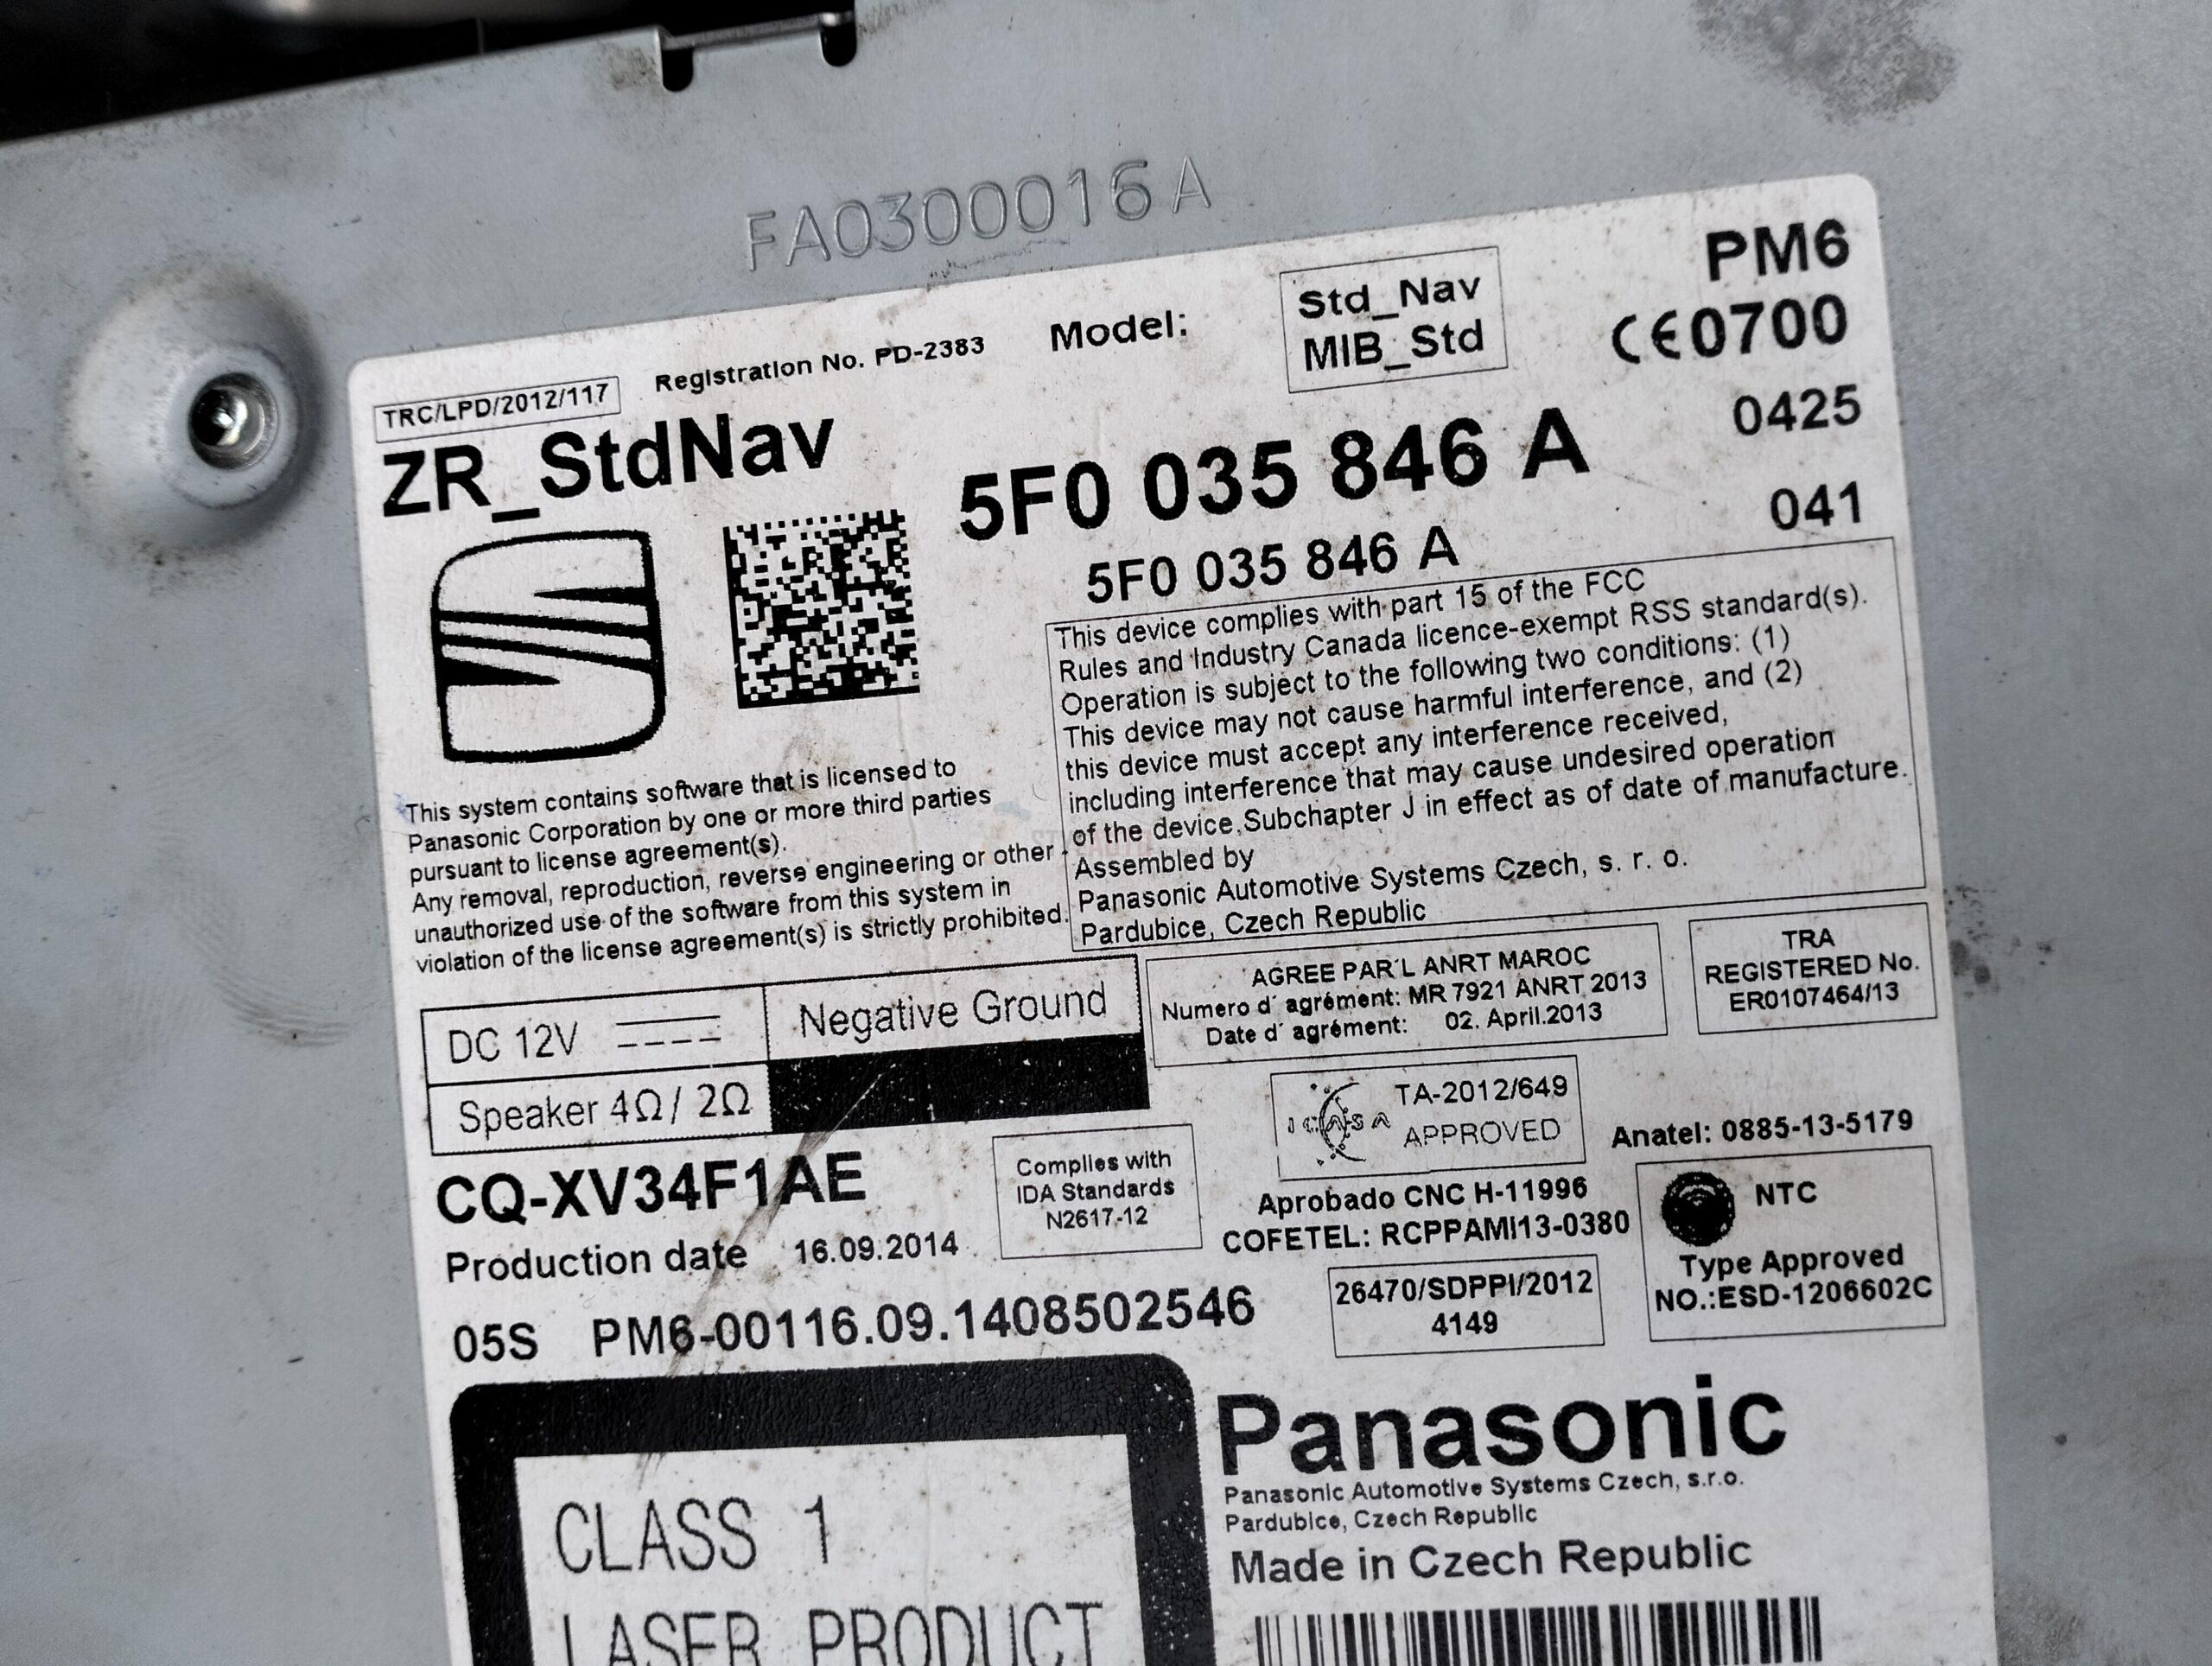 FA0300016 A
PM6
Model:
Std_Nav
MIB_Std
CE0700
TRC/LPD/2012/117
Registration No. PD-2383
0425
ZR_StdNav
5F0 035 846 A
041
5F0 035 846 A
This device complies with part 15 of the FCC
Rules and Industry Canada licence-exempt RSS standard(s).
Operation is subject to the following two conditions: (1)
This device may not cause harmful interference, and (2)
this device must accept any interference received,
including interference that may cause undesired operation
of the device.Subchapter J in effect as of date of manufacture.
Assembled by
Panasonic Automotive Systems Czech, s. r. o.
Pardubice, Czech Republic
This system contains software that is licensed to
Panasonic Corporation by one or more third parties
pursuant to license agreement(s).
Any removal, reproduction, reverse engineering or other
unauthorized use of the software from this system in
violation of the license agreement(s) is strictly prohibited.
DC 12V
Negative Ground
Speaker 4Ω/ 2Ω
AGREE PAR´L ANRT MAROC
Numero d´ agrément: MR 7921 ANRT 2013
Date d´ agrément: 02. April.2013
TRA
REGISTERED No.
ER0107464/13
ICASA
TA-2012/649
APPROVED
Anatel: 0885-13-5179
CQ-XV34F1AE
Complies with
IDA Standards
N2617-12
Aprobado CNC H-11996
COFETEL: RCPPAMI13-0380
NTC
Type Approved
NO.:ESD-1206602C
Production date 16.09.2014
26470/SDPPI/2012
4149
05S PM6-00116.09.1408502546
CLASS 1
LASER PRODUCT
Panasonic
Panasonic Automotive Systems Czech, s.r.o.
Pardubice, Czech Republic
Made in Czech Republic